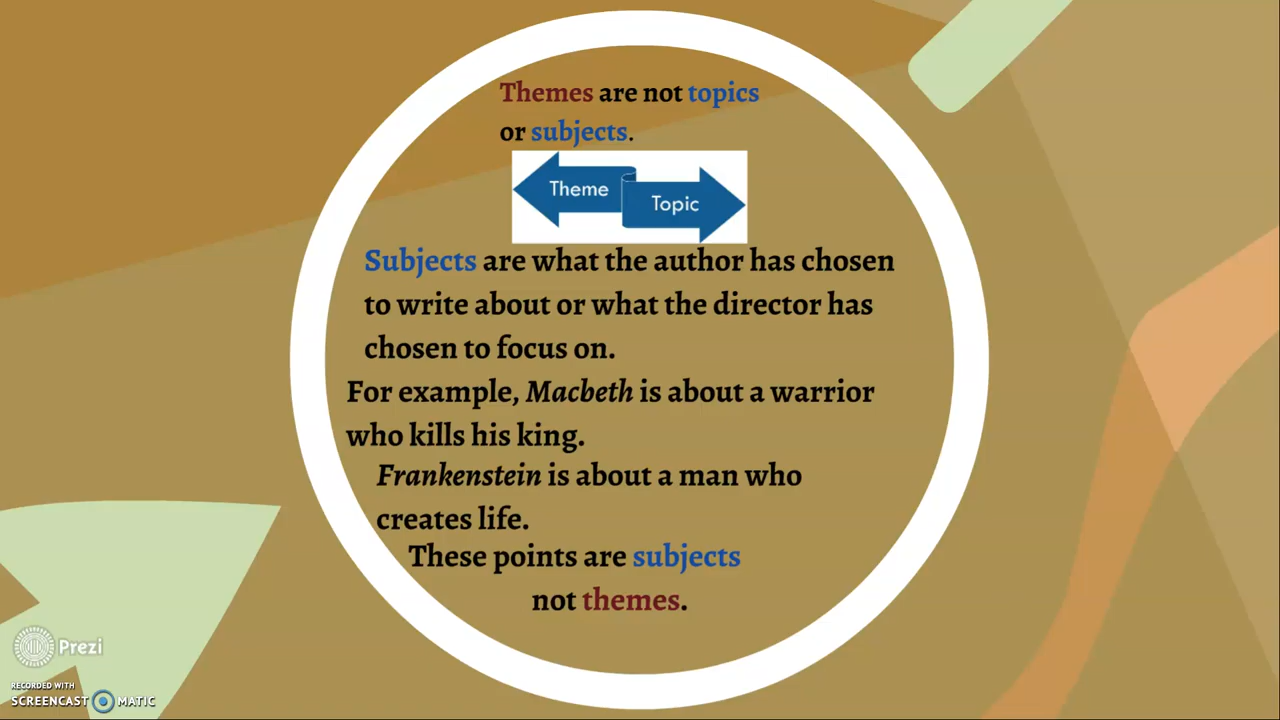 Themes are not topics
or subjects.
Theme
Topic
Subjects are what the author has chosen
to write about or what the director has
chosen to focus on.
For example, Macbeth is about a warrior
who kills his king.
Frankenstein is about a man who
creates life.
These points are subjects
not themes.
Prezi
RECORDED WITH
SCREENCAST MATIC